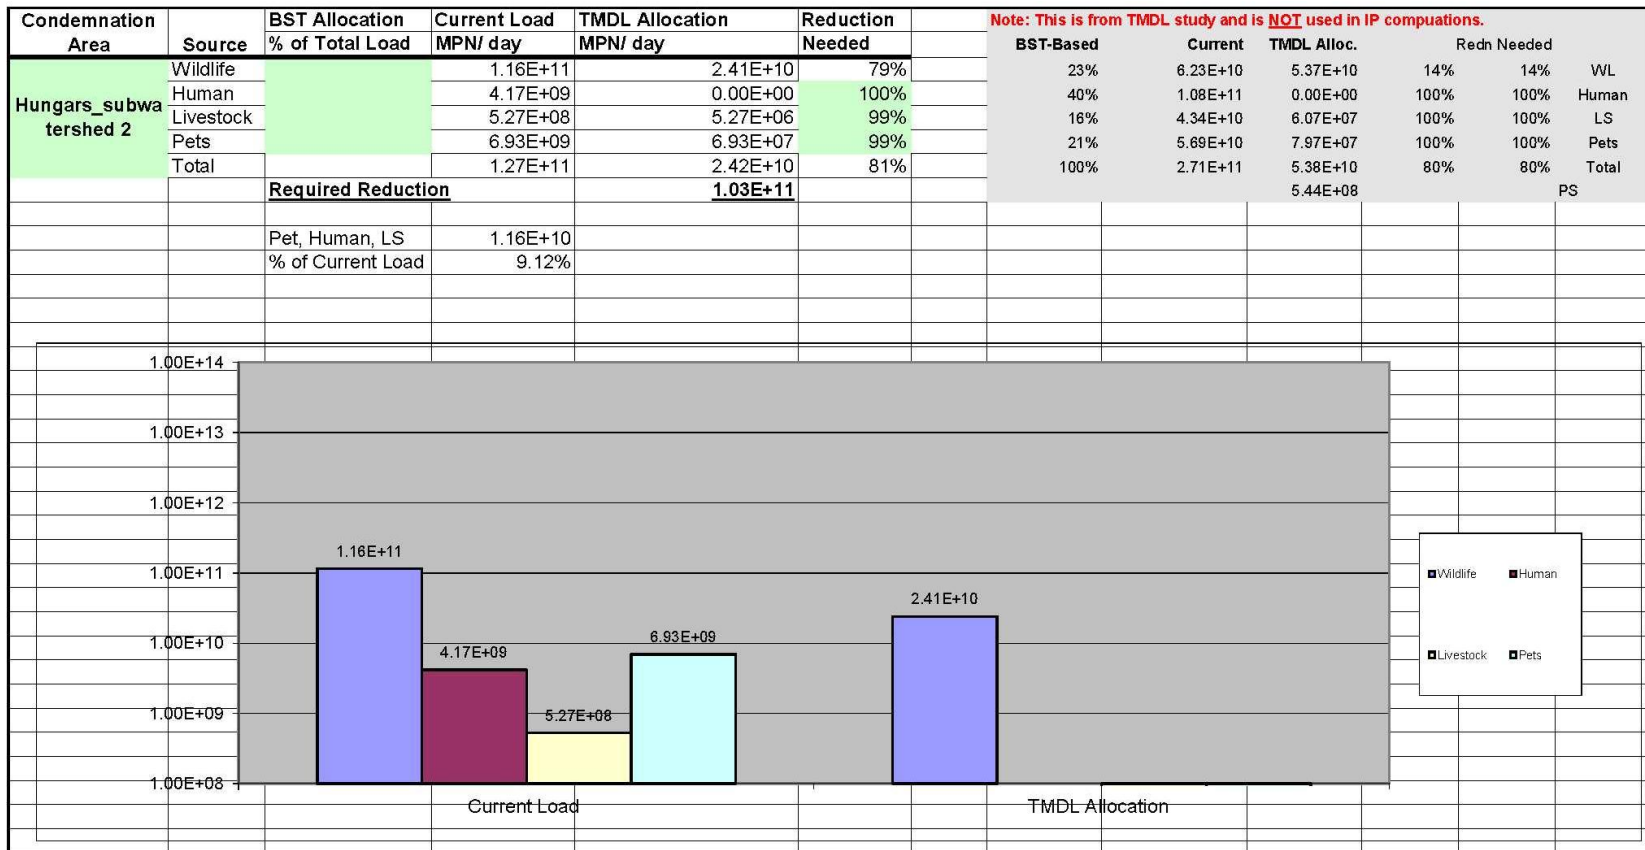 Condemnation BST Allocation Current Load TMDL Allocation Reduction Note: This is from TMDL study and is NOT used in IP compuations.
Area Source % of Total Load MPN/ day MPN/ day Needed BST-Based Current TMDL Alloc. Redn Needed
Wildlife 1.16E+11 2.41E+10 79% 23% 6.23E+10 5.37E+10 14% 14% WL
Hungars_subwa Human 4.17E+09 0.00E+00 100% 40% 1.08E+11 0.00E+00 100% 100% Human
tershed 2 Livestock 5.27E+08 5.27E+06 99% 16% 4.34E+10 6.07E+07 100% 100% LS
Pets 6.93E+09 6.93E+07 99% 21% 5.69E+10 7.97E+07 100% 100% Pets
Total 1.27E+11 2.42E+10 81% 100% 2.71E+11 5.38E+10 80% 80% Total
Required Reduction 1.03E+11 5.44E+08 PS
Pet, Human, LS 1.16E+10
% of Current Load 9.12%
1.00E+14
1.00E+13
1.00E+12
1.00E+11
1.00E+10
1.00E+09
1.00E+08
1.16E+11
4.17E+09
5.27E+08
6.93E+09
2.41E+10
Current Load TMDL Allocation
Wildlife Human
Livestock Pets